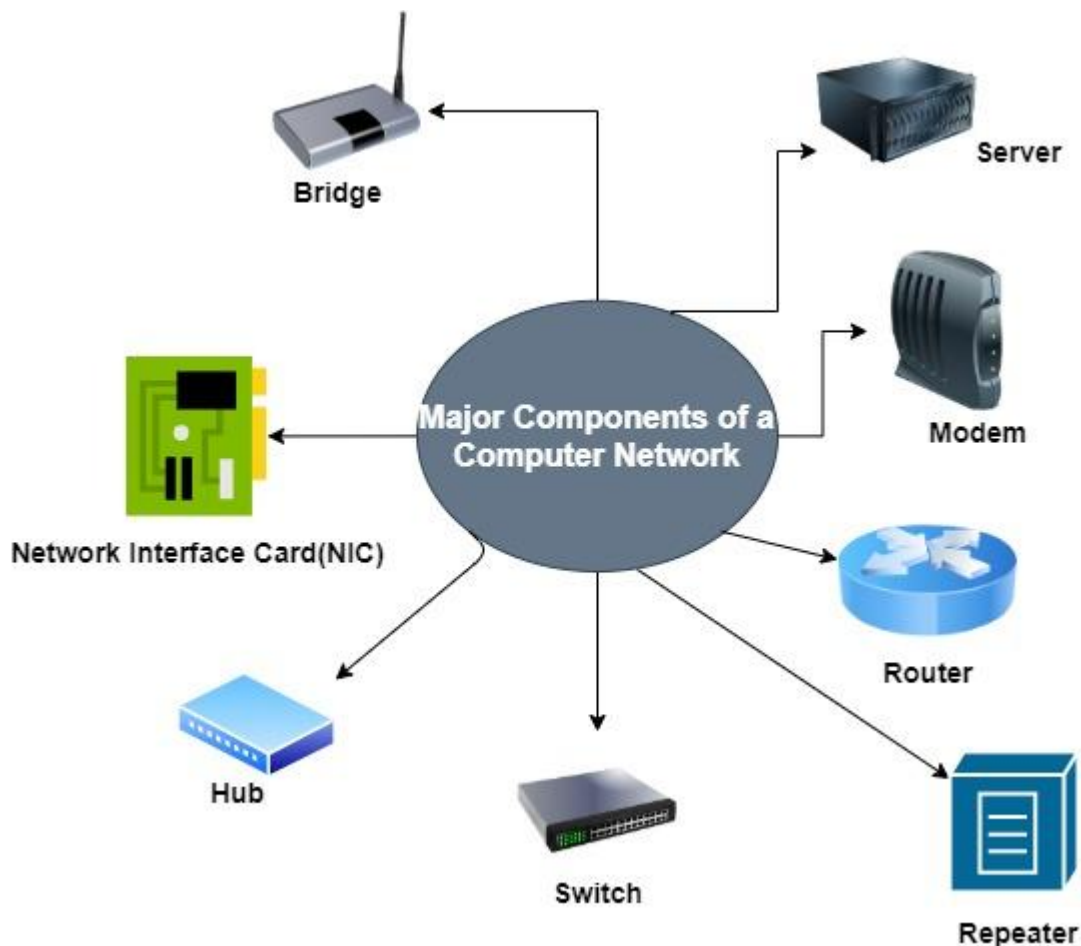 Bridge
Server
Modem
Major Components of a
Computer Network
Network Interface Card(NIC)
Router
Hub
Switch
Repeater